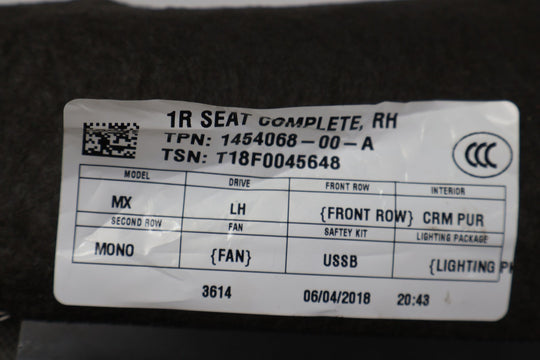 1R SEAT COMPLETE, RH
TPN: 1454068-00-A
TSN: T18F0045648
CCC
MODEL DRIVE FRONT ROW INTERIOR
MX LH {FRONT ROW} CRM PUR
SECOND ROW FAN SAFTEY KIT LIGHTING PACKAGE
MONO {FAN} USSB {LIGHTING
3614 06/04/2018 20:43